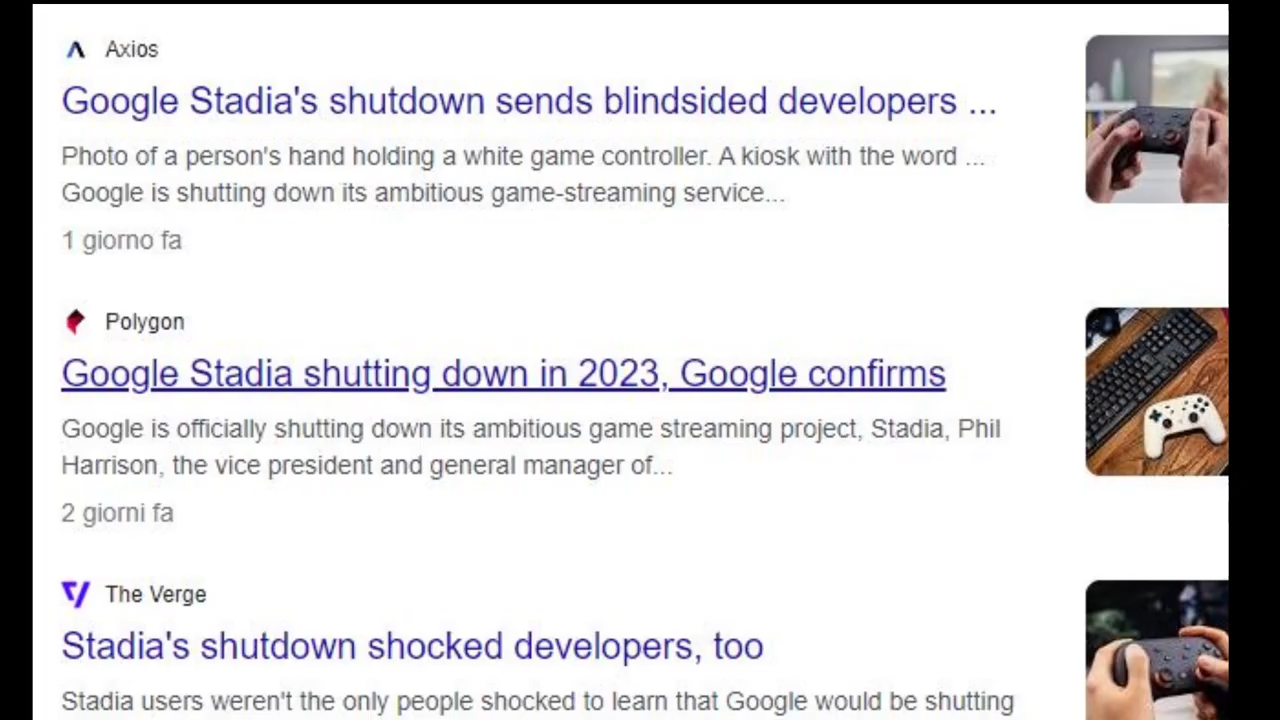 Axios
Google Stadia's shutdown sends blindsided developers ...
Photo of a person's hand holding a white game controller. A kiosk with the word ...
Google is shutting down its ambitious game-streaming service...
1 giorno fa
Polygon
Google Stadia shutting down in 2023, Google confirms
Google is officially shutting down its ambitious game streaming project, Stadia, Phil
Harrison, the vice president and general manager of...
2 giorni fa
The Verge
Stadia's shutdown shocked developers, too
Stadia users weren't the only people shocked to learn that Google would be shutting